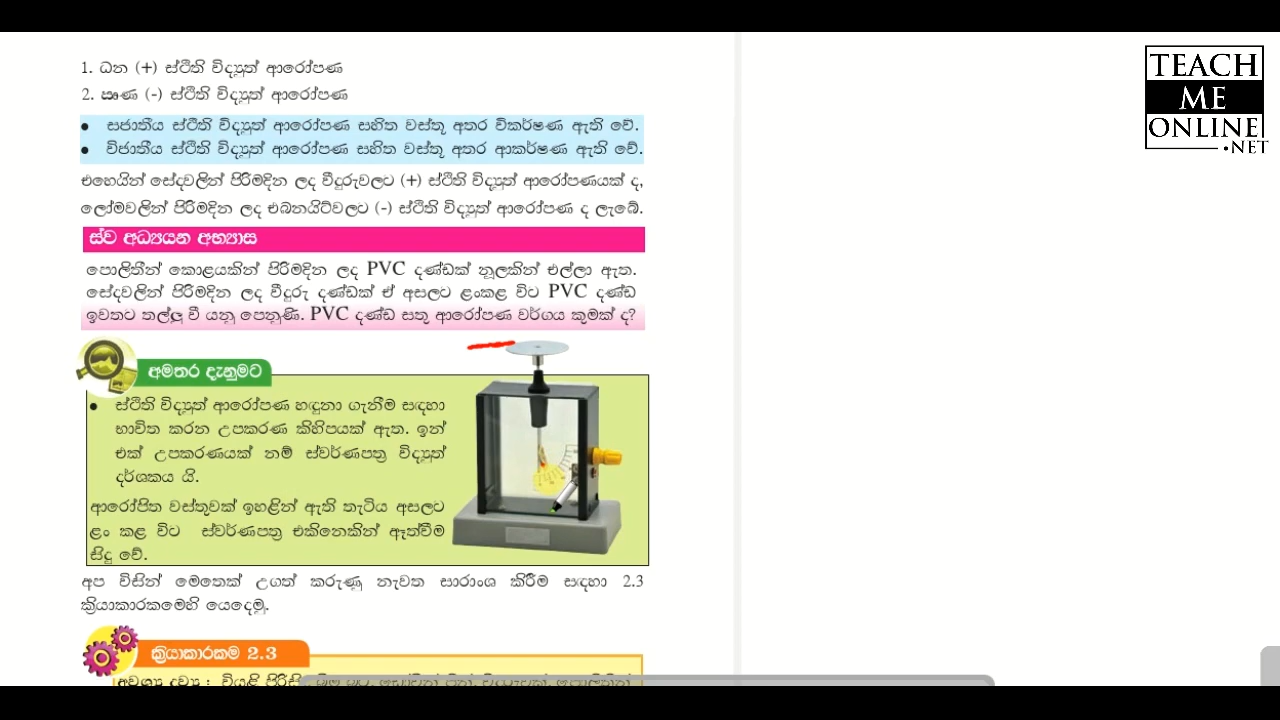 1. ධන (+) ස්ථිති විද්‍යුත් ආරෝපණ
2. සෘණ (-) ස්ථිති විද්‍යුත් ආරෝපණ
• සජාතීය ස්ථිති විද්‍යුත් ආරෝපණ සහිත වස්තු අතර විකර්ෂණ ඇති වේ.
• විජාතීය ස්ථිති විද්‍යුත් ආරෝපණ සහිත වස්තු අතර ආකර්ෂණ ඇති වේ.
එහෙයින් සේදවලින් පිරිමදින ලද වීදුරුවලට (+) ස්ථිති විද්‍යුත් ආරෝපණයක් ද,
ලෝමවලින් පිරිමදින ලද එබනයිට්වලට (-) ස්ථිති විද්‍යුත් ආරෝපණ ද ලැබේ.
ස්ව අධ්‍යයන අභ්‍යාස
පොලිතීන් කොළයකින් පිරිමදින ලද PVC දණ්ඩක් නූලකින් එල්ලා ඇත.
සේදවලින් පිරිමදින ලද වීදුරු දණ්ඩක් ඒ අසලට ළංකළ විට PVC දණ්ඩ
ඉවතට තල්ලු වී යනු පෙනුණි. PVC දණ්ඩ සතු ආරෝපණ වර්ගය කුමක් ද?
අමතර දැනුමට
• ස්ථිති විද්‍යුත් ආරෝපණ හඳුනා ගැනීම සඳහා
භාවිත කරන උපකරණ කිහිපයක් ඇත. ඉන්
එක් උපකරණයක් නම් ස්වර්ණපත්‍ර විද්‍යුත්
දර්ශකය යි.
ආරෝපිත වස්තුවක් ඉහළින් ඇති තැටිය අසලට
ළං කළ විට ස්වර්ණපත්‍ර එකිනෙකින් ඈත්වීම
සිදු වේ.
අප විසින් මෙතෙක් උගත් කරුණු නැවත සාරාංශ කිරීම සඳහා 2.3
ක්‍රියාකාරකමෙහි යෙදෙමු.
ක්‍රියාකාරකම 2.3
අවශ්‍ය ද්‍රව්‍ය : වියළි
TEACH
ME
ONLINE
.NET